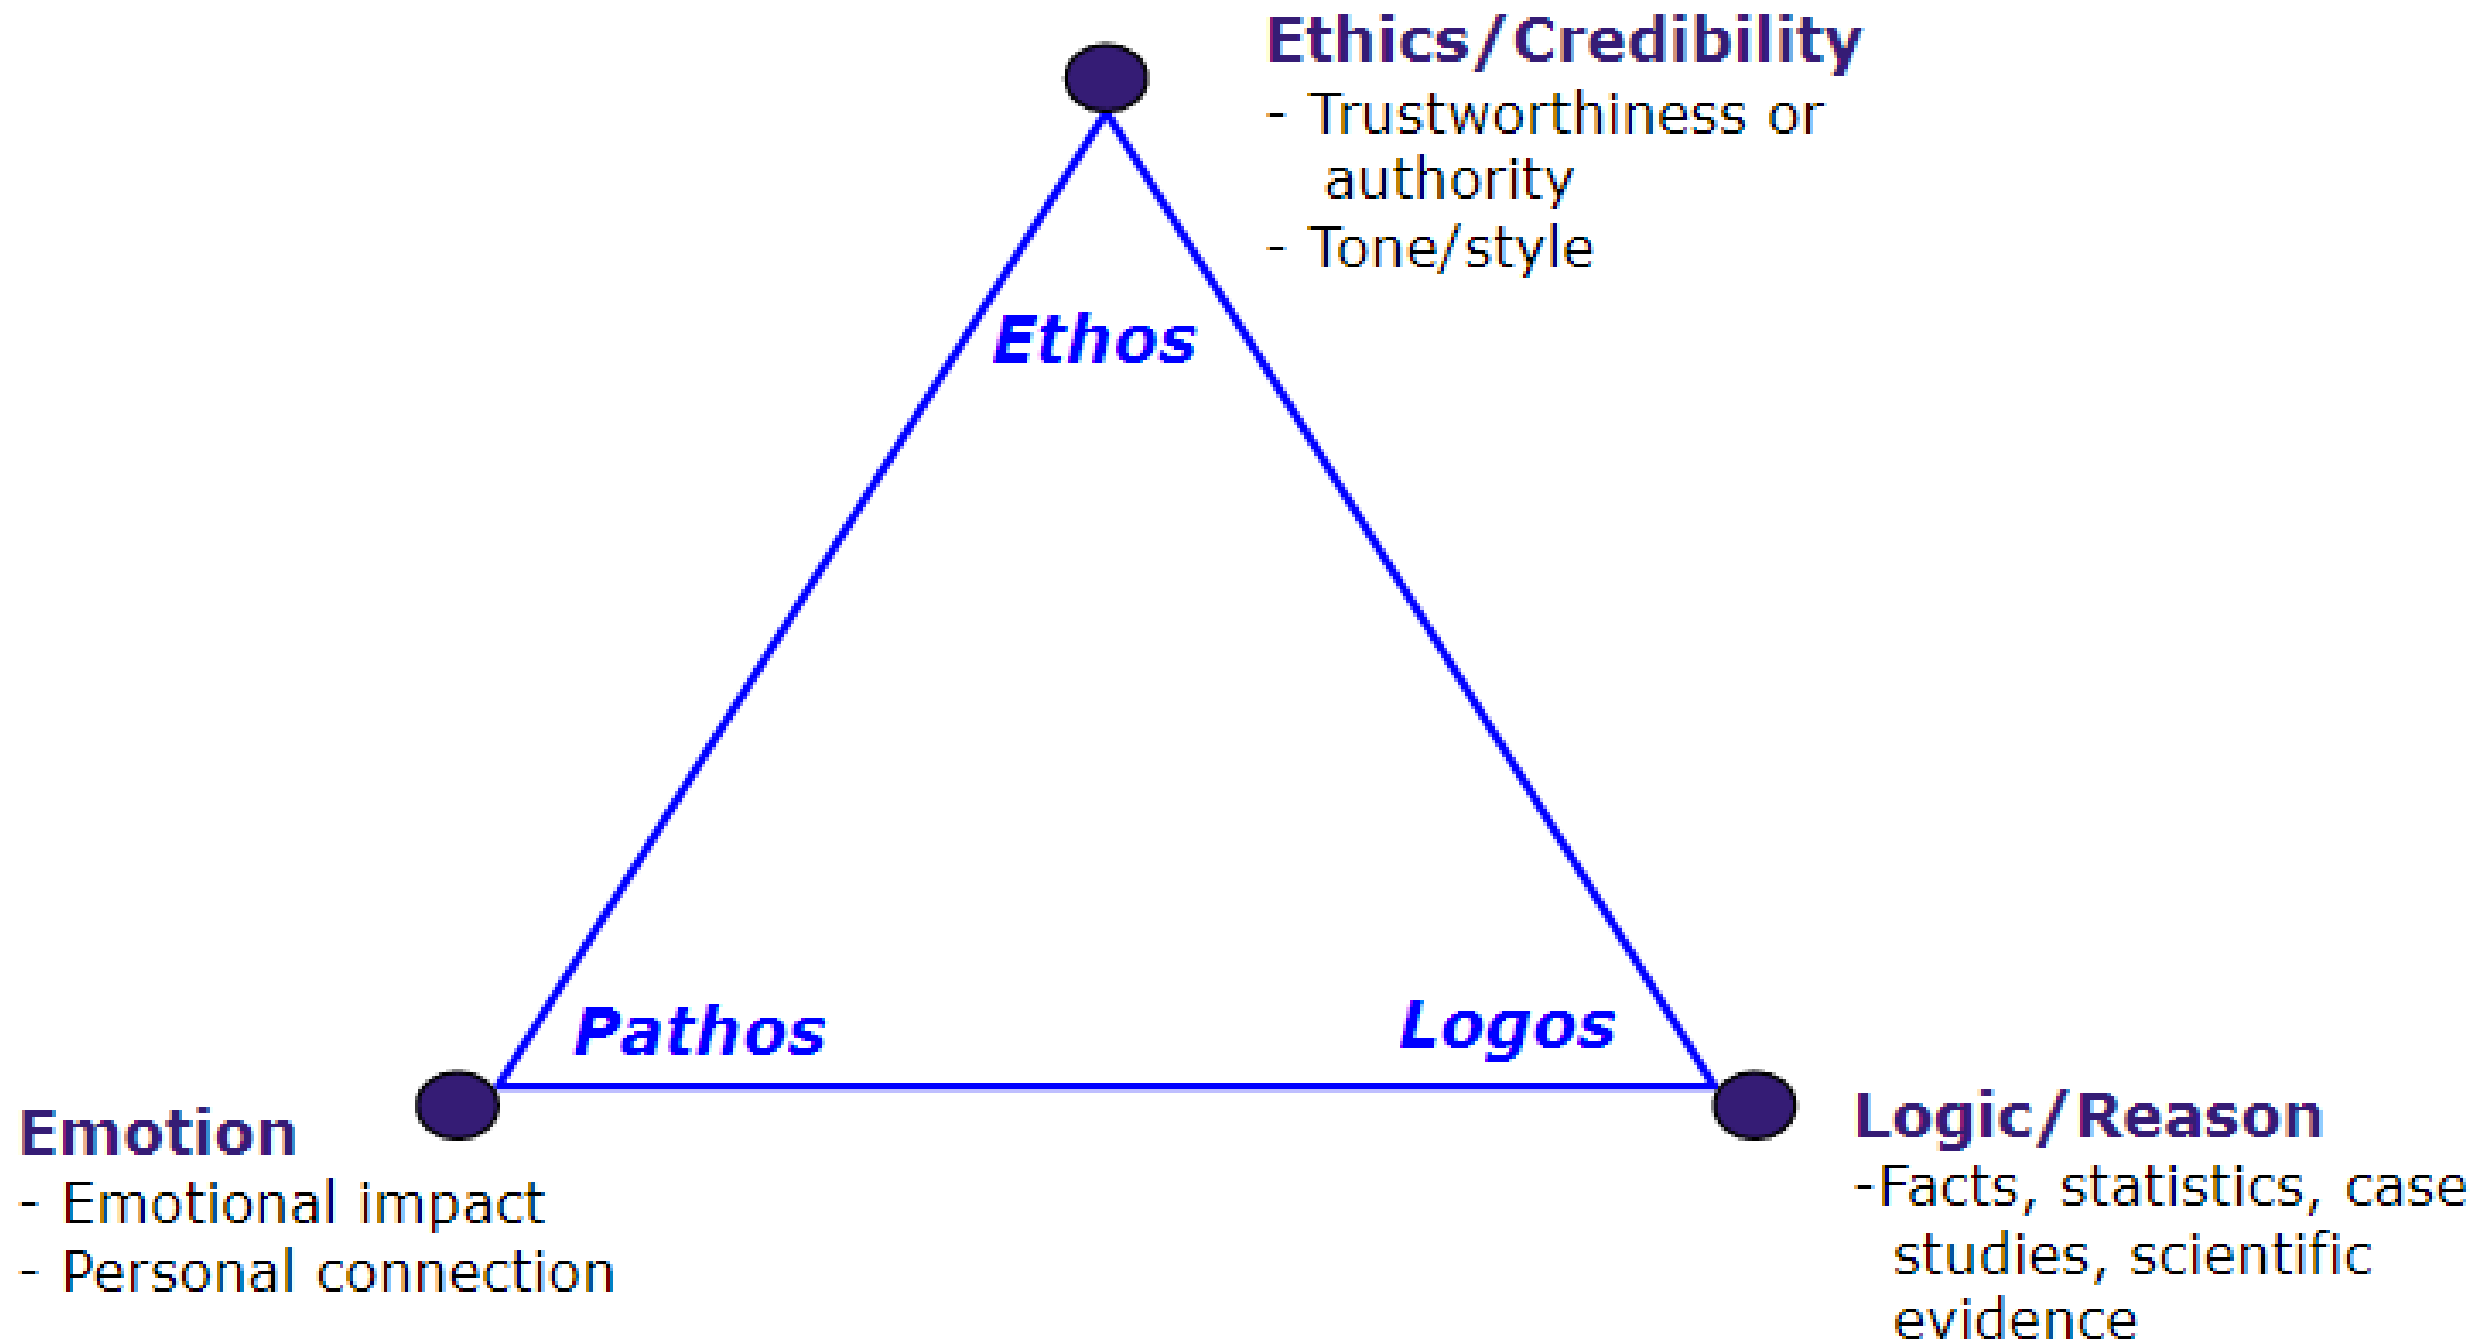 Ethics/Credibility
- Trustworthiness or
authority
- Tone/style
Ethos
Pathos
Logos
Emotion
- Emotional impact
- Personal connection
Logic/Reason
-Facts, statistics, case
studies, scientific
evidence